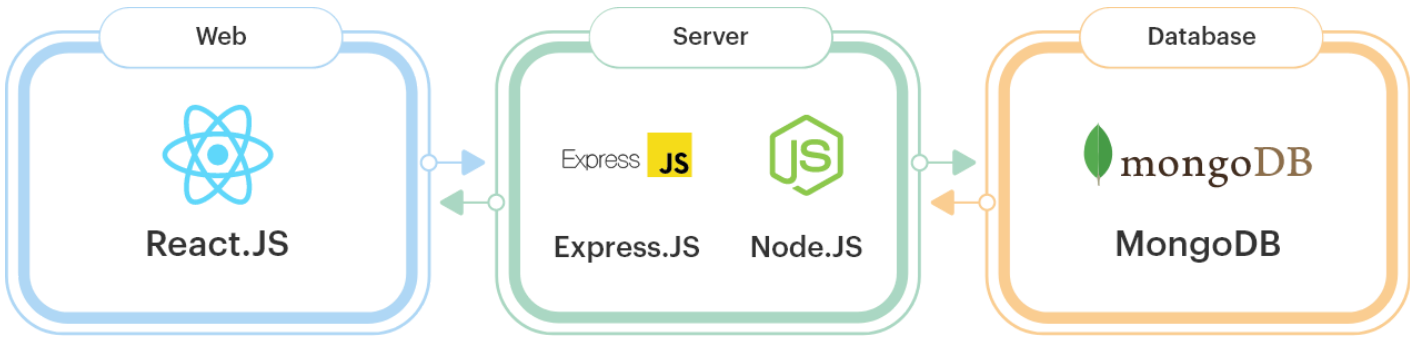 Web
React.JS
Server
Express JS
JS
Express.JS
Node.JS
Database
mongoDB
MongoDB